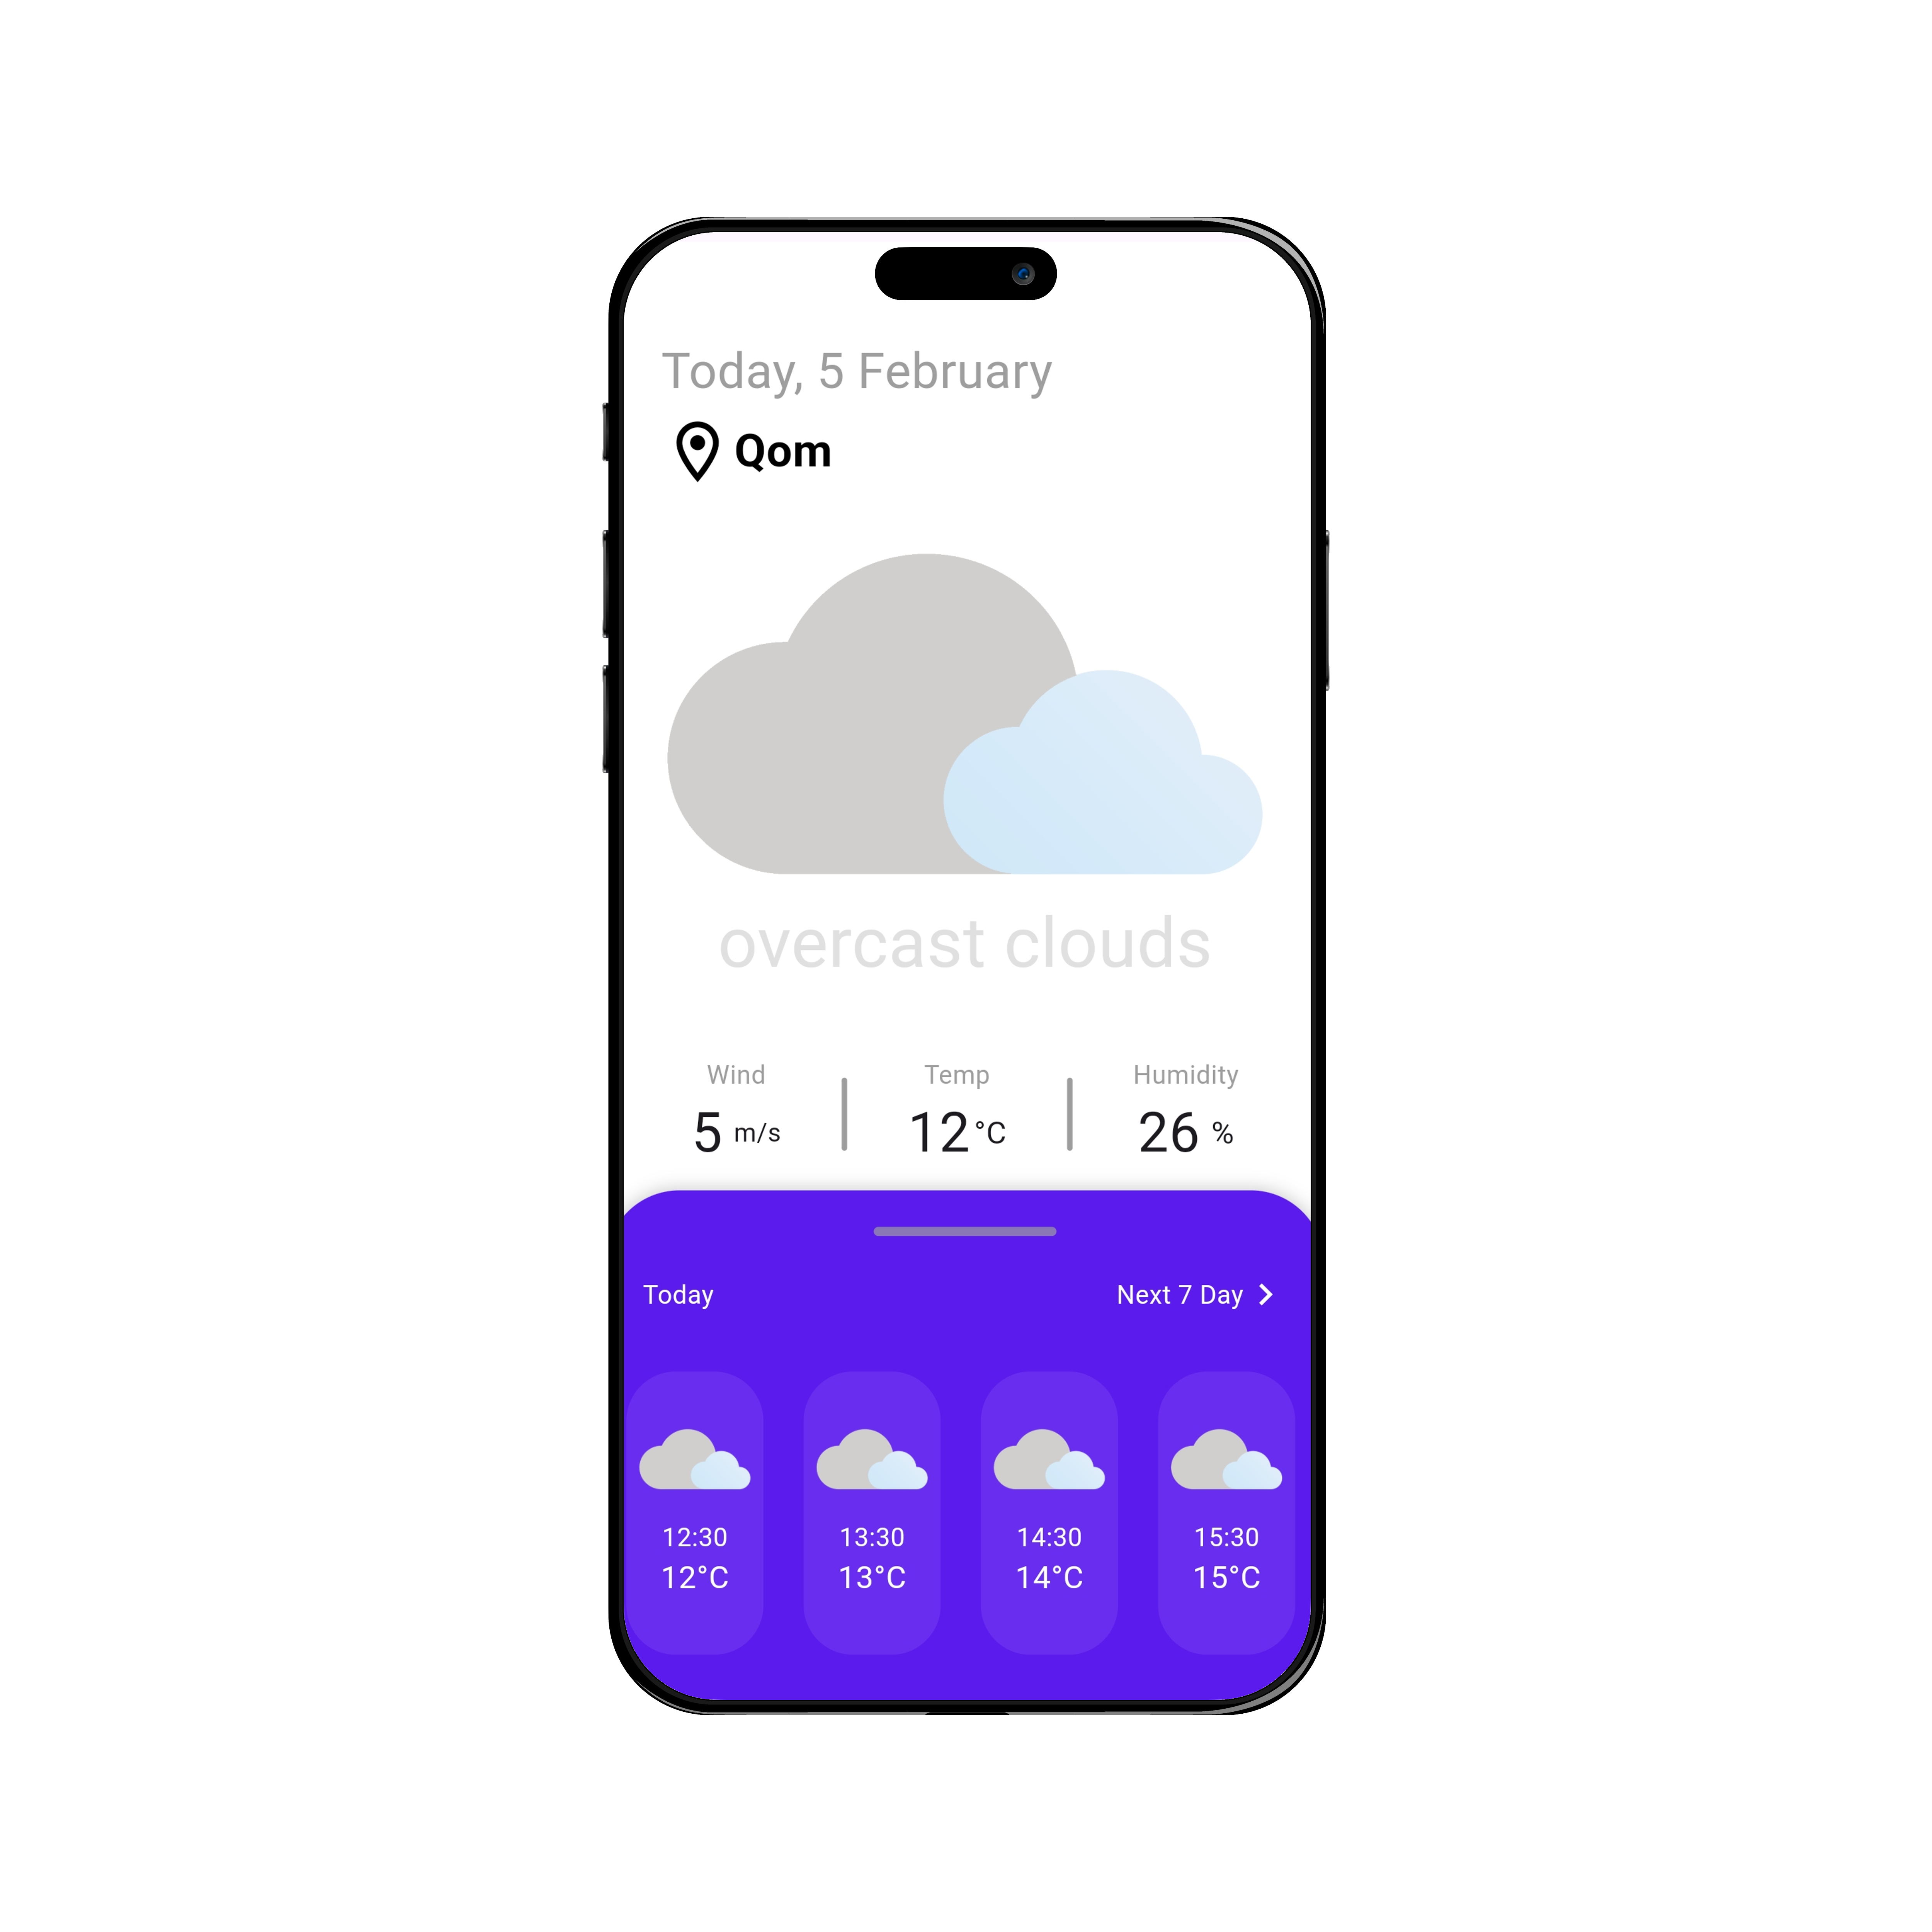 Today, 5 February
Qom
overcast clouds
Wind Temp Humidity
5 m/s 12 °C 26 %
Today Next 7 Day
12:30 13:30 14:30 15:30
12°C 13°C 14°C 15°C